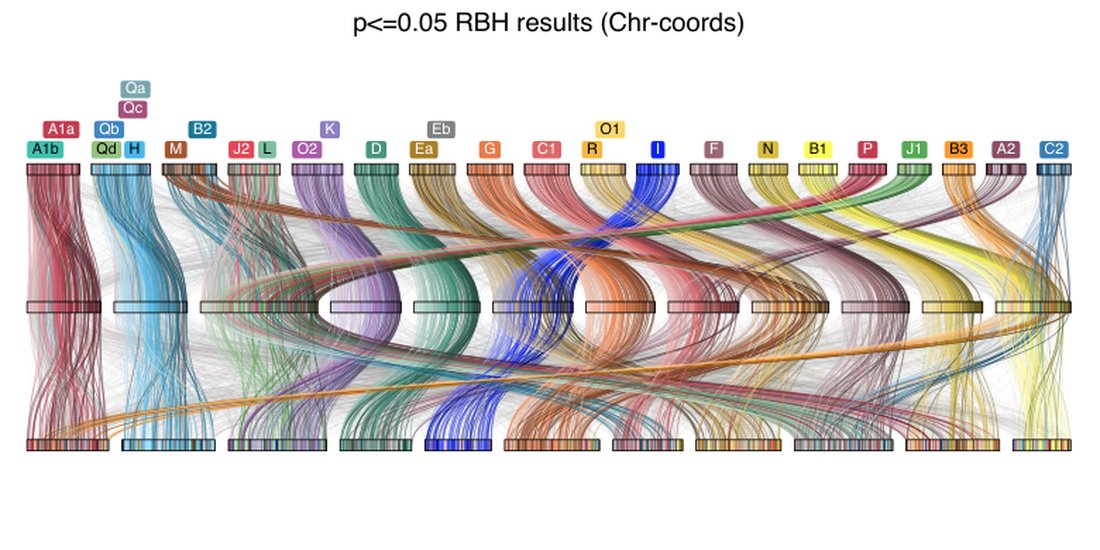 p<=0.05 RBH results (Chr-coords)
Qa
Qc
A1a Qb B2 K Eb O1
A1b Qd H M J2 L O2 D Ea G C1 R I F N B1 P J1 B3 A2 C2